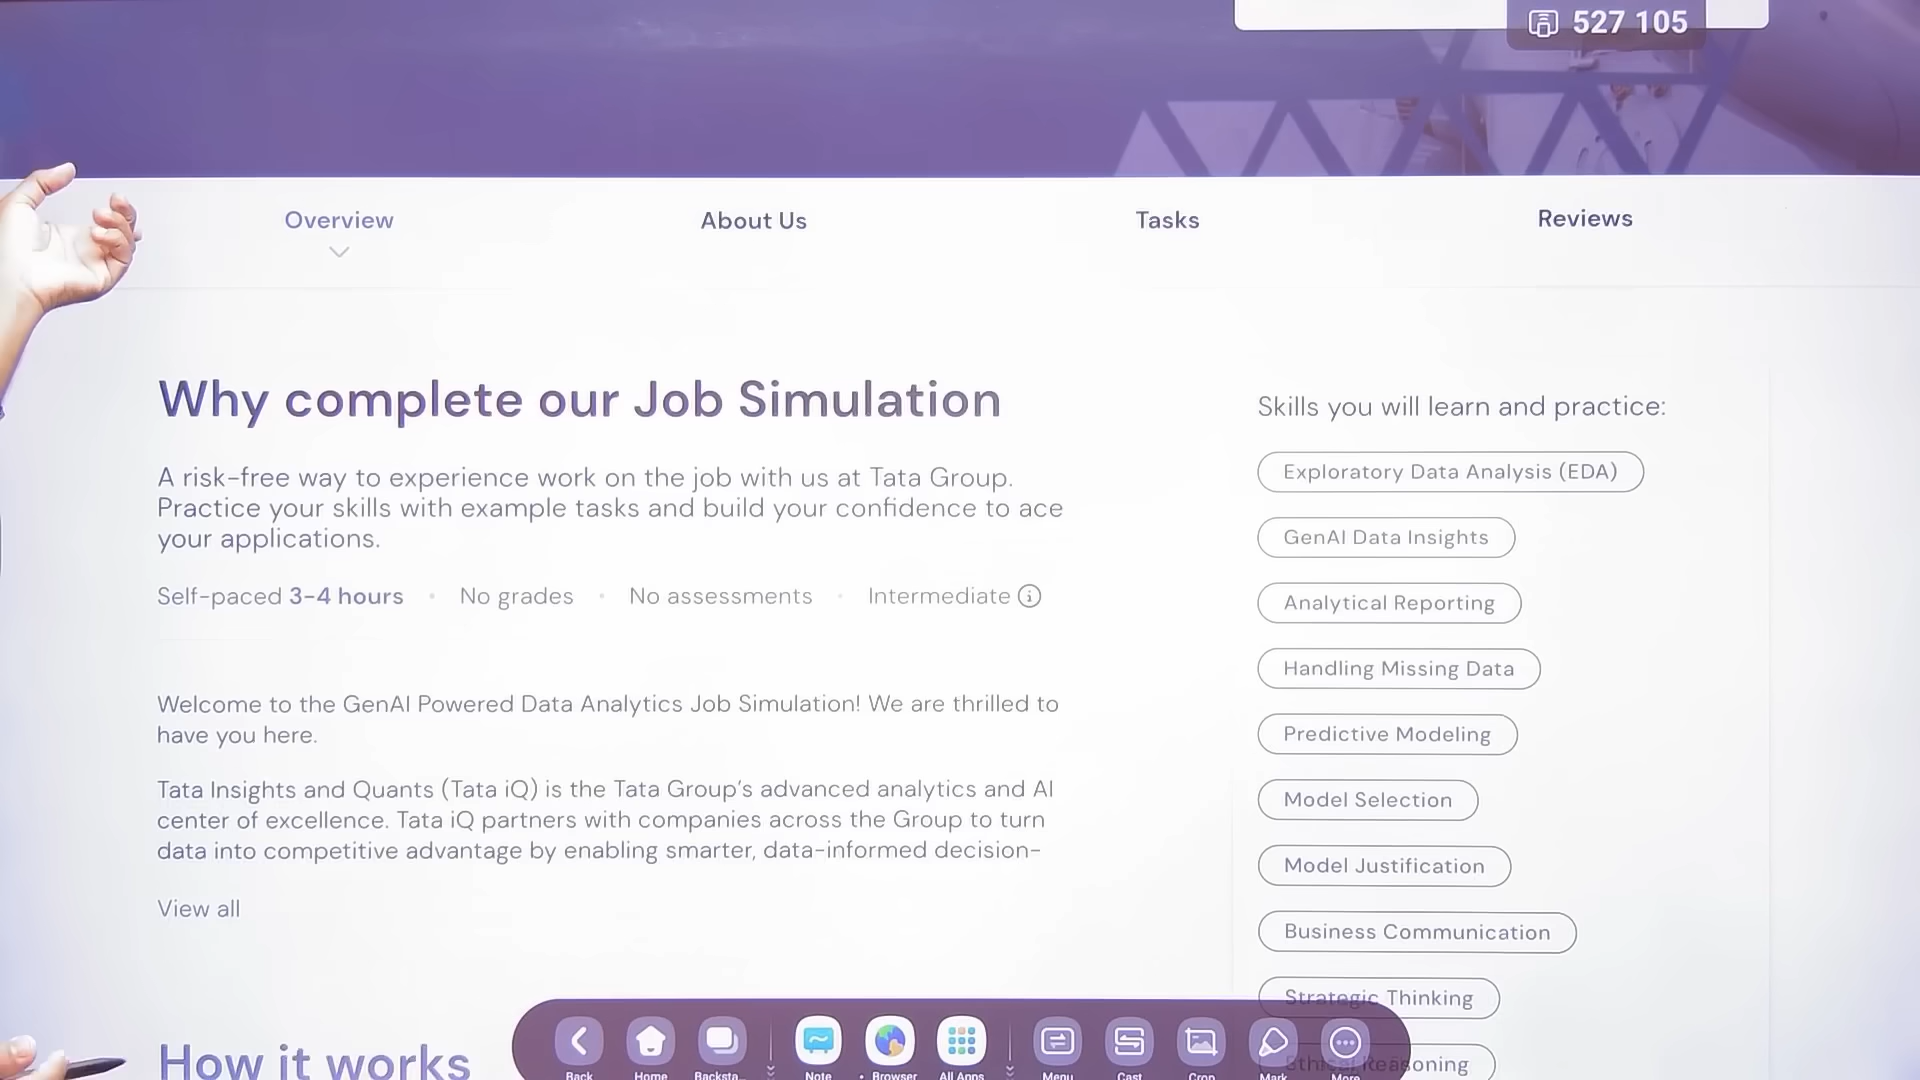 527 105
Overview
About Us
Tasks
Reviews
Why complete our Job Simulation
A risk-free way to experience work on the job with us at Tata Group.
Practice your skills with example tasks and build your confidence to ace
your applications.
Self-paced 3-4 hours • No grades • No assessments • Intermediate
Welcome to the GenAI Powered Data Analytics Job Simulation! We are thrilled to
have you here.
Tata Insights and Quants (Tata iQ) is the Tata Group's advanced analytics and AI
center of excellence. Tata iQ partners with companies across the Group to turn
data into competitive advantage by enabling smarter, data-informed decision-
View all
How it works
Skills you will learn and practice:
Exploratory Data Analysis (EDA)
GenAI Data Insights
Analytical Reporting
Handling Missing Data
Predictive Modeling
Model Selection
Model Justification
Business Communication
Strategic Thinking
Ethical Reasoning
Back
Home
Backsta...
Note
Browser
All Apps
Menu
Cast
Crop
Mark
More